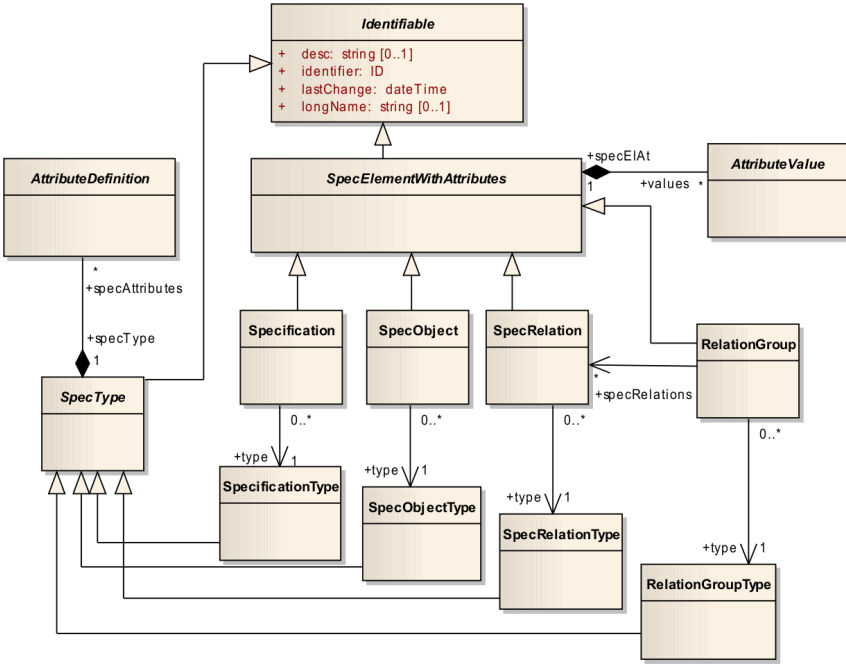 Identifiable
+ desc: string [0..1]
+ identifier: ID
+ lastChange: dateTime
+ longName: string [0..1]
AttributeDefinition
SpecElementWithAttributes
+specElAt
1
+values *
AttributeValue
*
+specAttributes
+specType
1
Specification
SpecObject
SpecRelation
RelationGroup
SpecType
*
+specRelations
0..*
0..*
0..*
0..*
+type 1
SpecificationType
+type 1
SpecObjectType
+type 1
SpecRelationType
+type 1
RelationGroupType